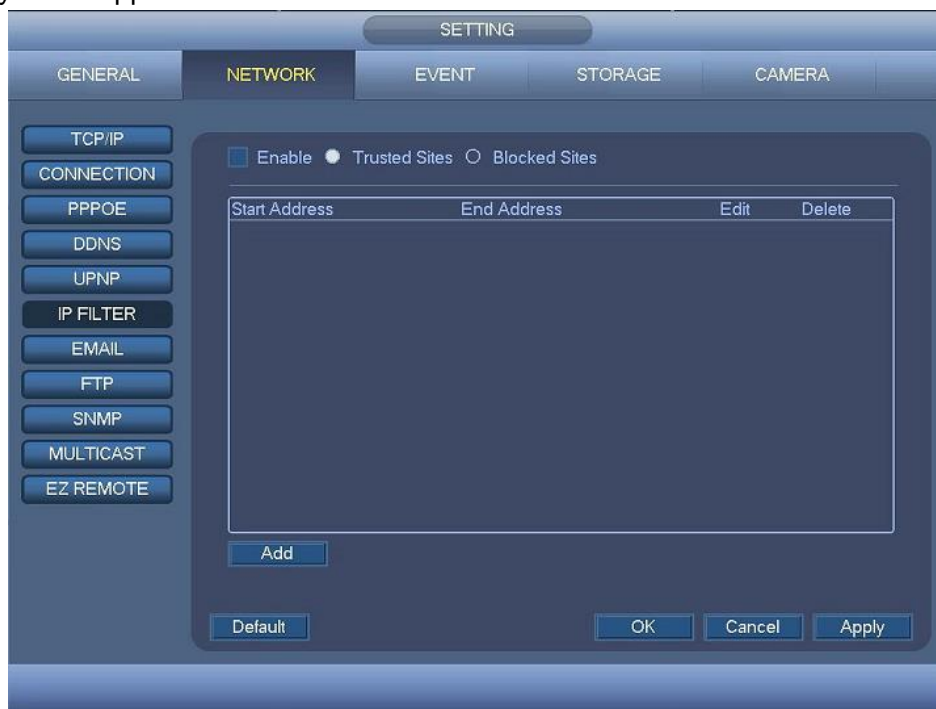 SETTING
GENERAL NETWORK EVENT STORAGE CAMERA
TCP/IP
CONNECTION
PPPOE
DDNS
UPNP
IP FILTER
EMAIL
FTP
SNMP
MULTICAST
EZ REMOTE
Enable Trusted Sites Blocked Sites
Start Address End Address Edit Delete
Add
Default OK Cancel Apply